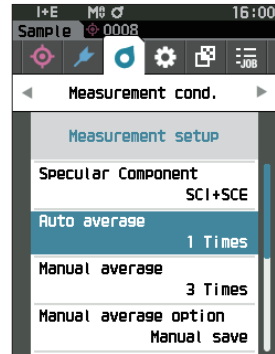 I+E M0 16:00
Sample 0008
JOB
Measurement cond.
Measurement setup
Specular Component
SCI+SCE
Auto average
1 Times
Manual average
3 Times
Manual average option
Manual save